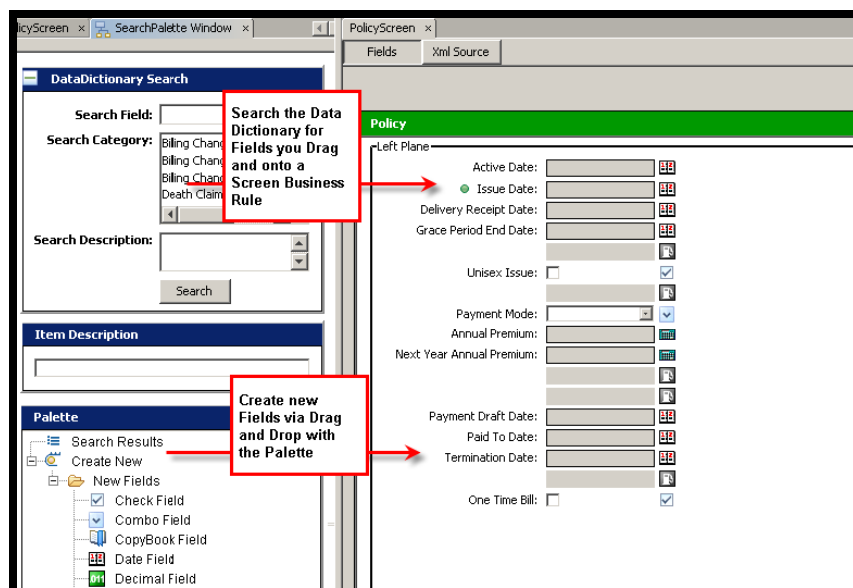 licyScreen
SearchPalette Window
DataDictionary Search
Search Field:
Search Category:
Biling Chang
Biling Chang
Biling Chang
Death Claim
Search Description:
Search
Item Description
Palette
Search Results
Create New
New Fields
Check Field
Combo Field
CopyBook Field
Date Field
Decimal Field
Search the Data
Dictionary for
Fields you Drag
and onto a
Screen Business
Rule
Create new
Fields via Drag
and Drop with
the Palette
PolicyScreen
Fields
Xml Source
Policy
Left Plane
Active Date:
Issue Date:
Delivery Receipt Date:
Grace Period End Date:
Unisex Issue:
Payment Mode:
Annual Premium:
Next Year Annual Premium:
Payment Draft Date:
Paid To Date:
Termination Date:
One Time Bill: